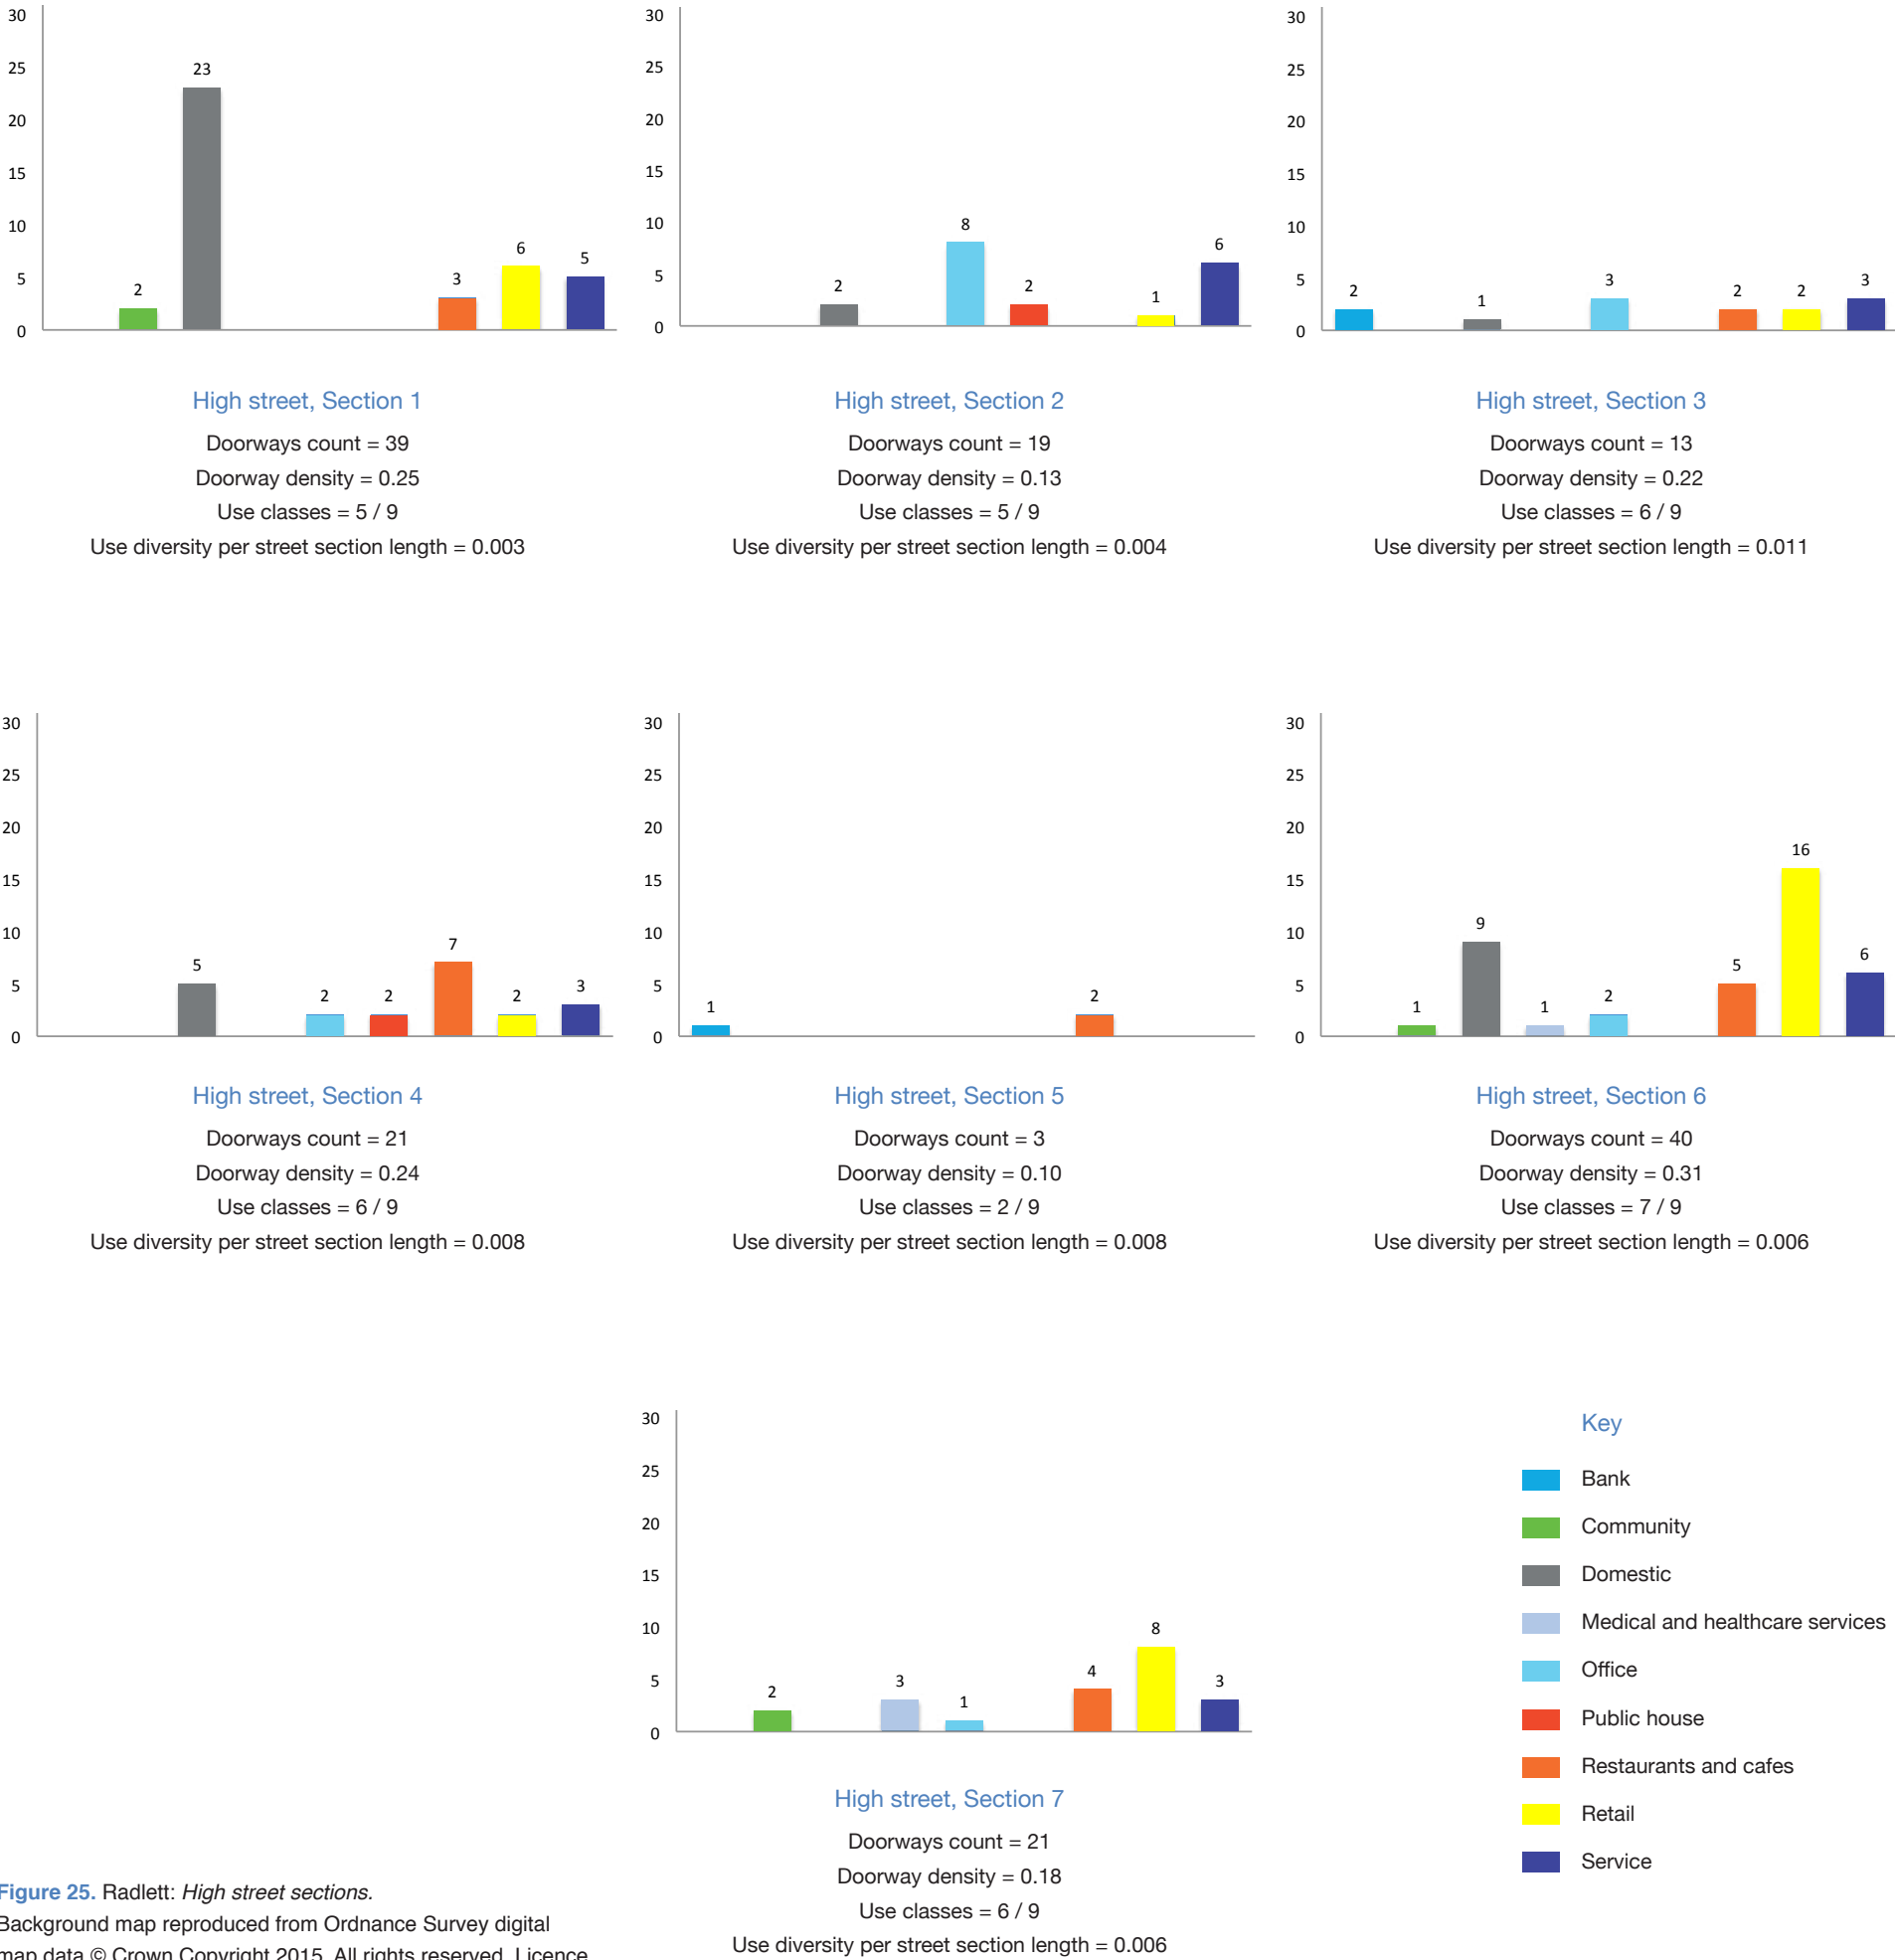 30
25
20
15
10
5
0
2
23
3
6
5
High street, Section 1
Doorways count = 39
Doorway density = 0.25
Use classes = 5 / 9
Use diversity per street section length = 0.003
30
25
20
15
10
5
0
2
8
2
1
6
High street, Section 2
Doorways count = 19
Doorway density = 0.13
Use classes = 5 / 9
Use diversity per street section length = 0.004
30
25
20
15
10
5
0
2
1
3
2
2
3
High street, Section 3
Doorways count = 13
Doorway density = 0.22
Use classes = 6 / 9
Use diversity per street section length = 0.011
30
25
20
15
10
5
0
5
2
2
7
2
3
High street, Section 4
Doorways count = 21
Doorway density = 0.24
Use classes = 6 / 9
Use diversity per street section length = 0.008
30
25
20
15
10
5
0
1
2
High street, Section 5
Doorways count = 3
Doorway density = 0.10
Use classes = 2 / 9
Use diversity per street section length = 0.008
30
25
20
15
10
5
0
1
9
1
2
5
16
6
High street, Section 6
Doorways count = 40
Doorway density = 0.31
Use classes = 7 / 9
Use diversity per street section length = 0.006
30
25
20
15
10
5
0
2
3
1
4
8
3
High street, Section 7
Doorways count = 21
Doorway density = 0.18
Use classes = 6 / 9
Use diversity per street section length = 0.006
Key
Bank
Community
Domestic
Medical and healthcare services
Office
Public house
Restaurants and cafes
Retail
Service
Figure 25. Radlett: High street sections.
Background map reproduced from Ordnance Survey digital
map data © Crown Copyright 2015. All rights reserved. Licence